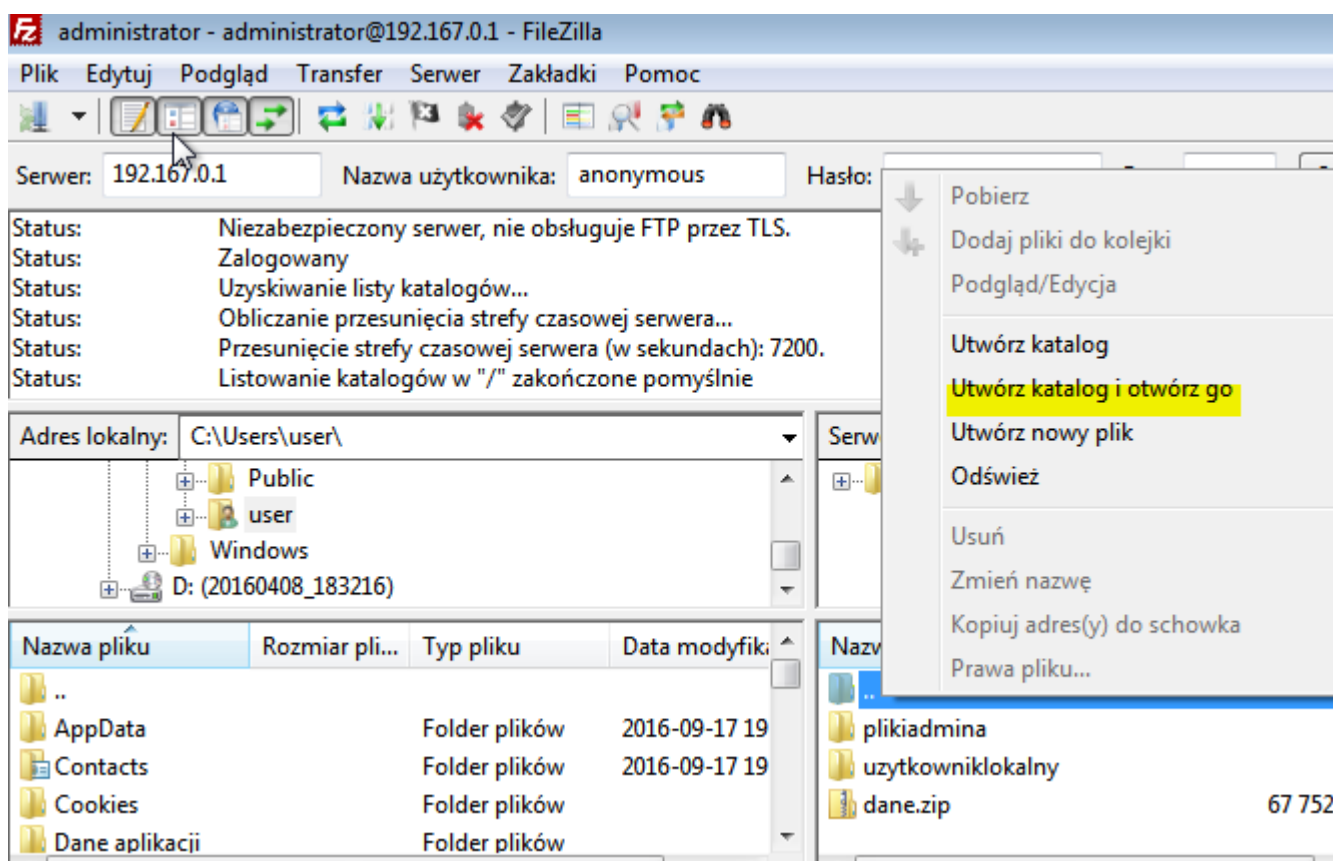 administrator - administrator@192.167.0.1 - FileZilla
Plik Edytuj Podgląd Transfer Serwer Zakładki Pomoc
Serwer: 192.167.0.1 Nazwa użytkownika: anonymous Hasło:
Status: Niezabezpieczony serwer, nie obsługuje FTP przez TLS.
Status: Zalogowany
Status: Uzyskiwanie listy katalogów...
Status: Obliczanie przesunięcia strefy czasowej serwera...
Status: Przesunięcie strefy czasowej serwera (w sekundach): 7200.
Status: Listowanie katalogów w "/" zakończone pomyślnie
Pobierz
Dodaj pliki do kolejki
Podgląd/Edycja
Utwórz katalog
Utwórz katalog i otwórz go
Utwórz nowy plik
Odśwież
Usuń
Zmień nazwę
Kopiuj adres(y) do schowka
Prawa pliku...
Adres lokalny: C:\Users\user\
Public
user
Windows
D: (20160408_183216)
Serw
Nazwa pliku Rozmiar pli... Typ pliku Data modyfik
..
AppData Folder plików 2016-09-17 19
Contacts Folder plików 2016-09-17 19
Cookies Folder plików
Dane aplikacji Folder plików
Nazw
..
plikiadmina
uzytkowniklokalny
dane.zip 67 752